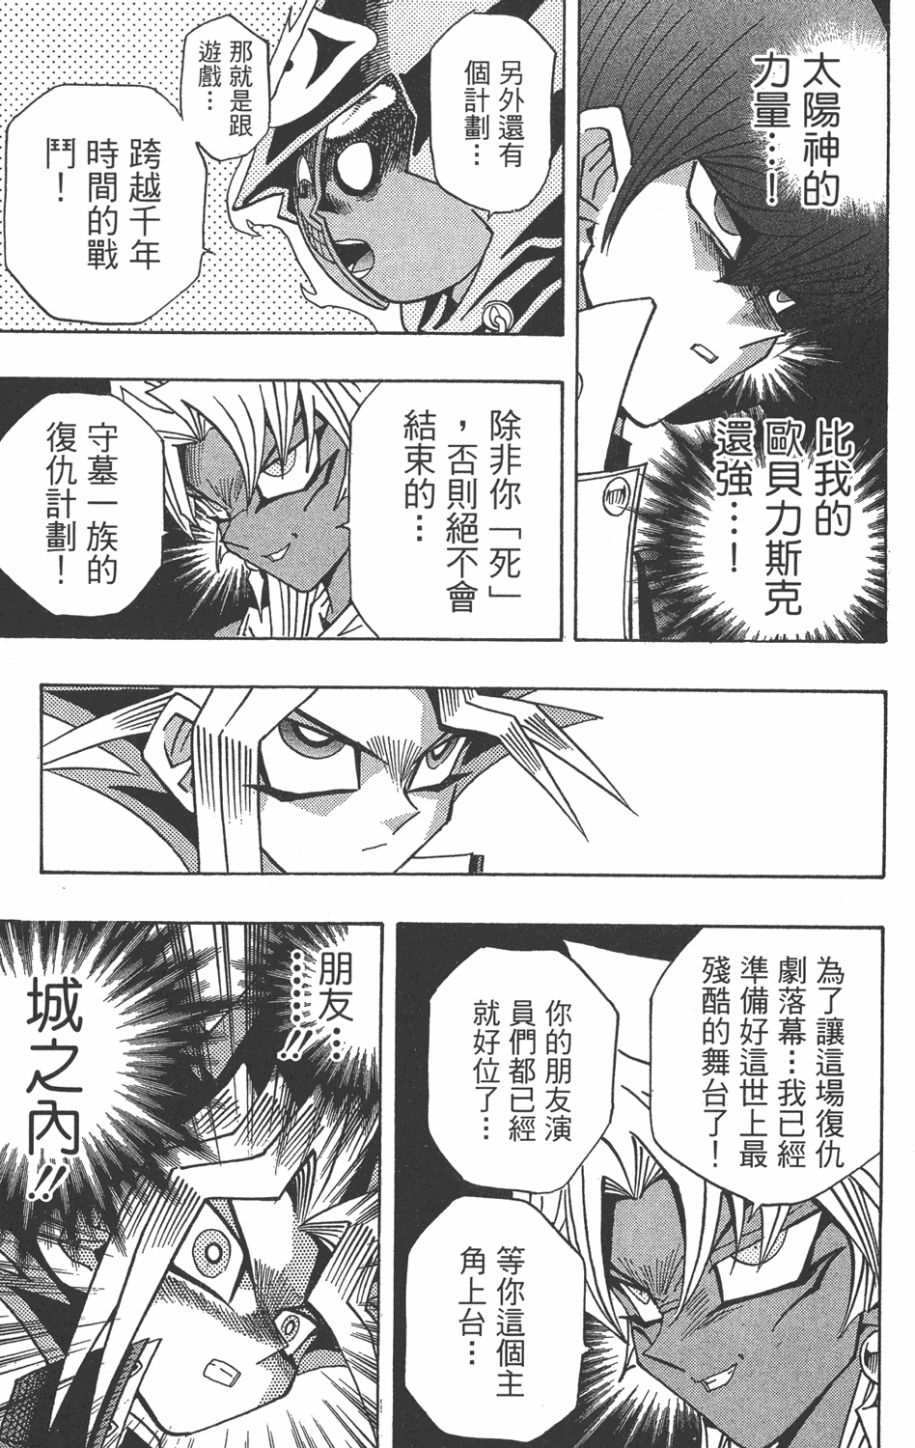 太陽神的
力量…!
比我的
歐貝力斯克
還強…!
另外還有
個計劃…
那就是跟
遊戲…
跨越千年
時間的戰
鬥!
除非你「死」
,否則絕不會
結束的…
守墓一族的
復仇計劃!
為了讓這場復仇
劇落幕…我已經
準備好這世上最
殘酷的舞台了!
你的朋友演
員們都已經
就好位了…
等你這個主
角上台…
朋友…
……!!
城之內!!